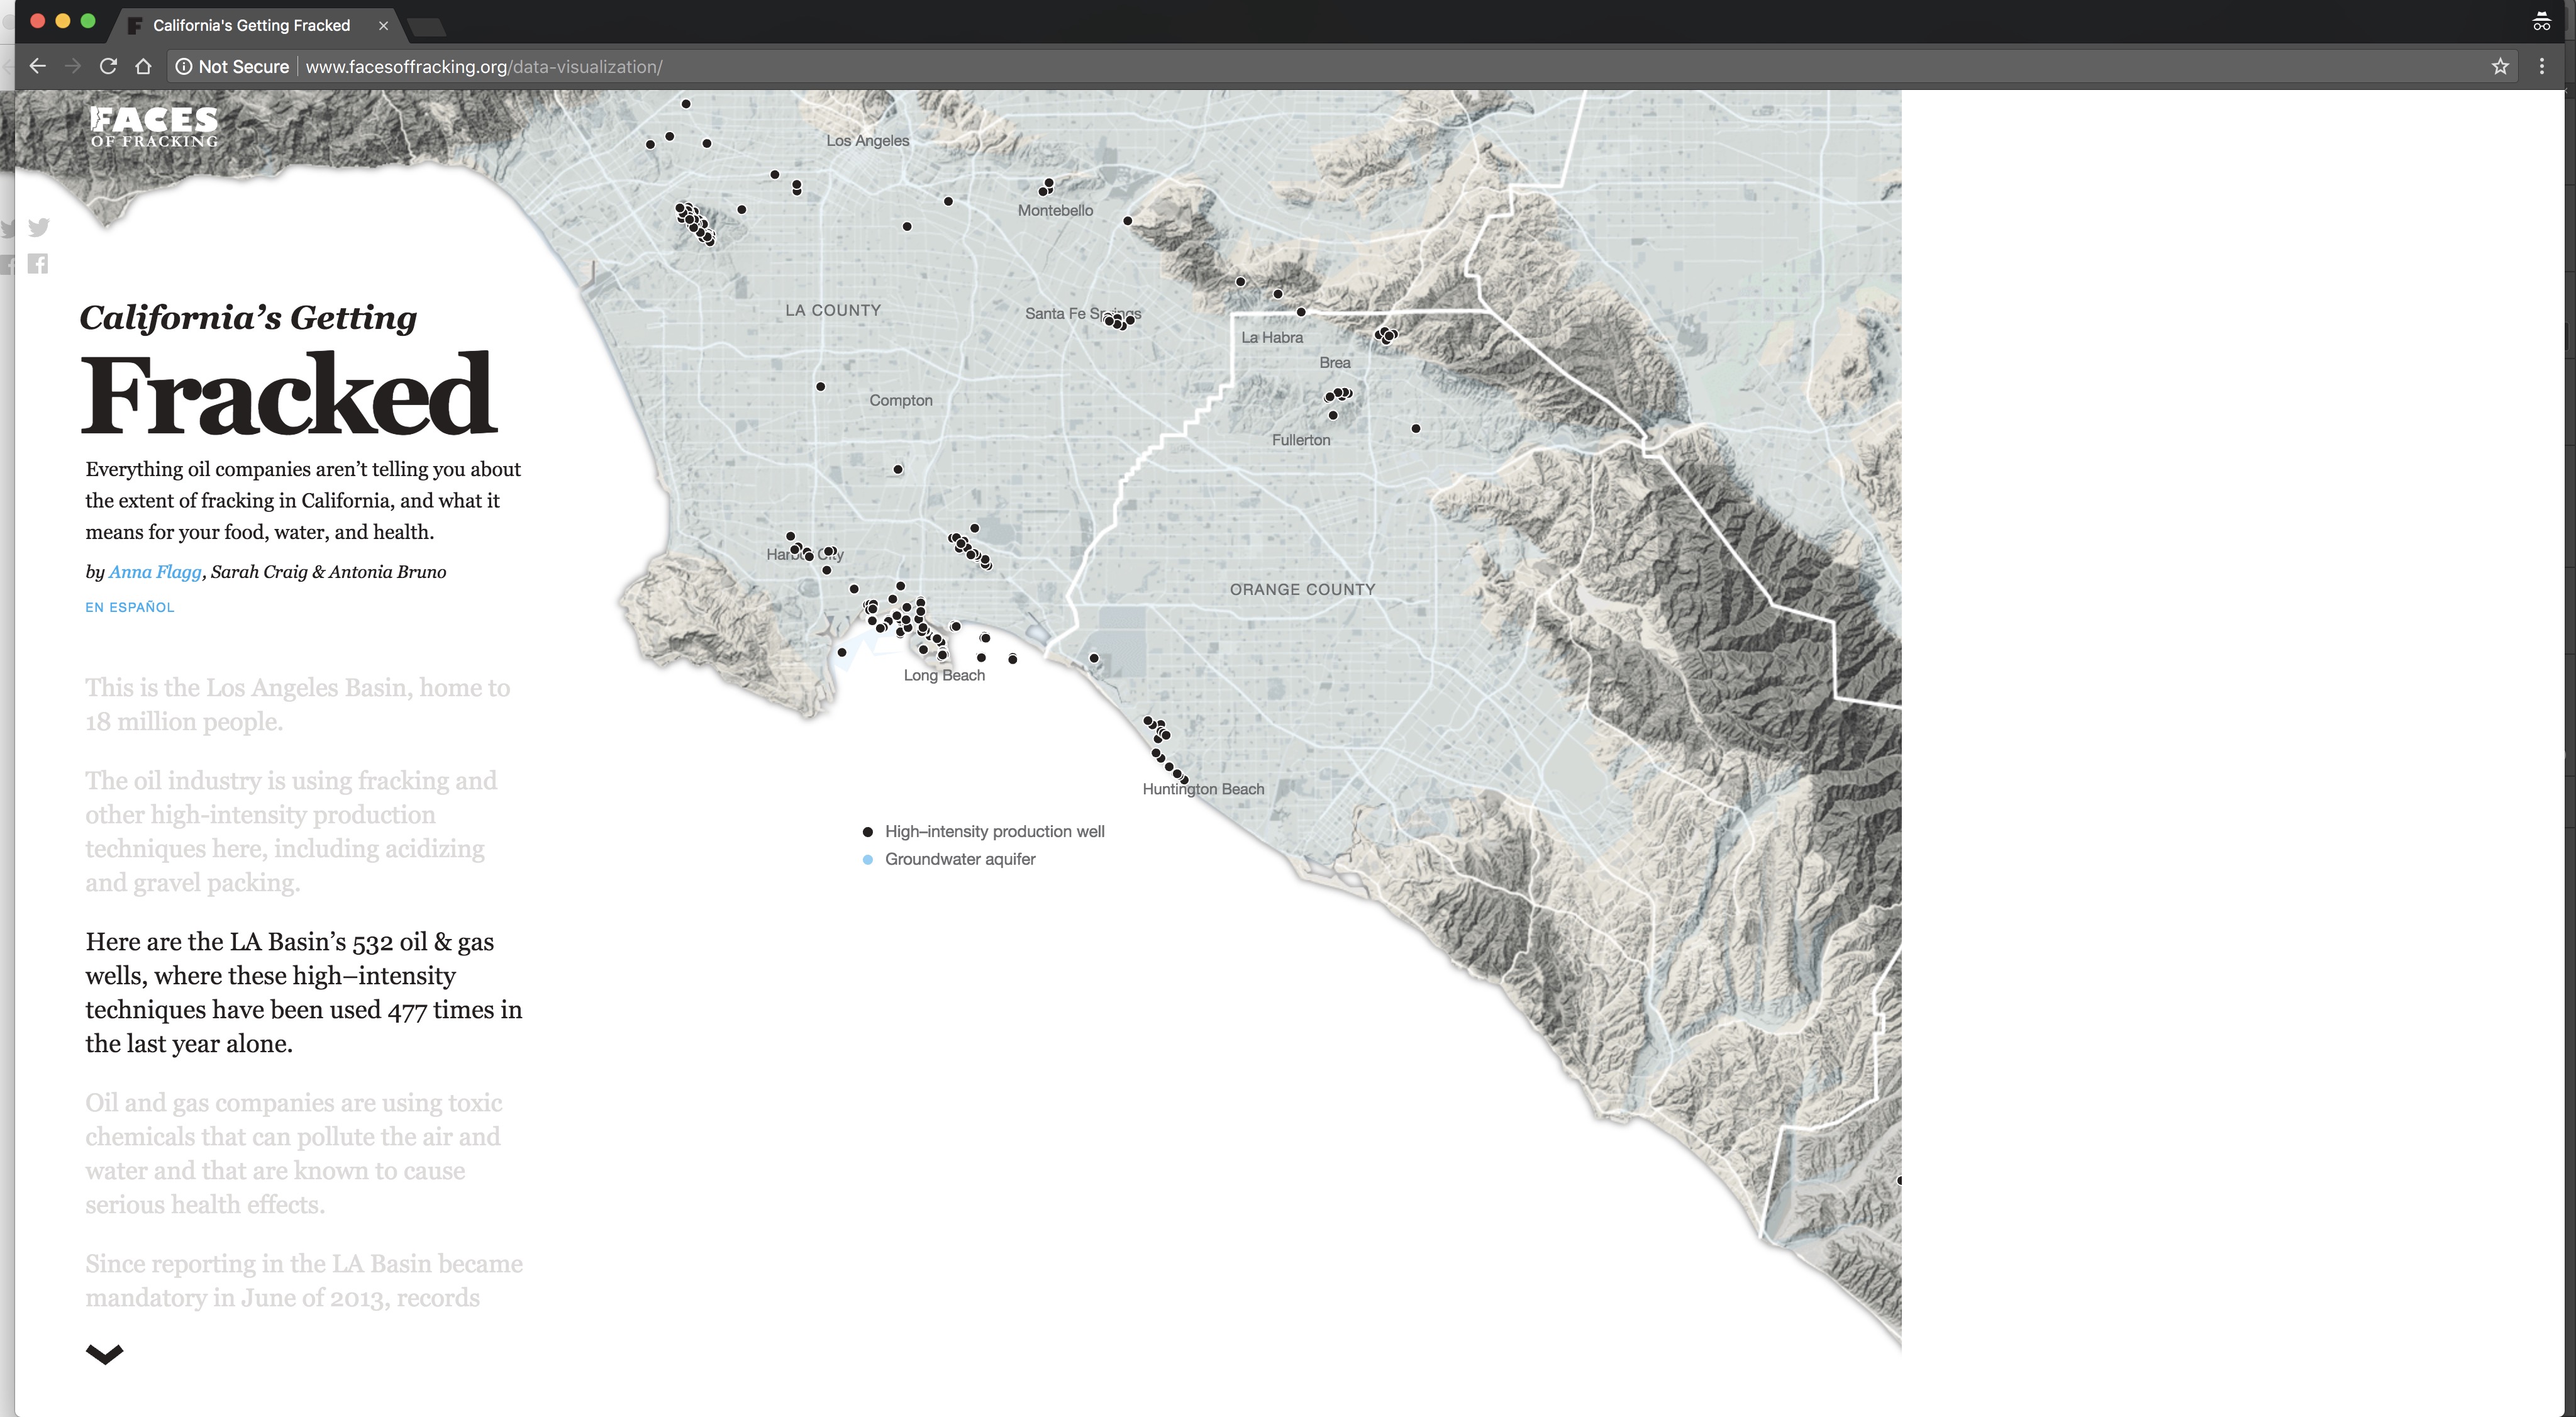 California's Getting Fracked
Not Secure
www.facesoffracking.org/data-visualization/
FACES
OF FRACKING
California's Getting
Fracked
Everything oil companies aren't telling you about
the extent of fracking in California, and what it
means for your food, water, and health.
by Anna Flagg, Sarah Craig & Antonia Bruno
EN ESPAÑOL
This is the Los Angeles Basin, home to
18 million people.
The oil industry is using fracking and
other high-intensity production
techniques here, including acidizing
and gravel packing.
Here are the LA Basin's 532 oil & gas
wells, where these high–intensity
techniques have been used 477 times in
the last year alone.
Oil and gas companies are using toxic
chemicals that can pollute the air and
water and that are known to cause
serious health effects.
Since reporting in the LA Basin became
mandatory in June of 2013, records
Los Angeles
Montebello
LA COUNTY
Santa Fe Springs
La Habra
Brea
Compton
Fullerton
Harbor City
ORANGE COUNTY
Long Beach
Huntington Beach
High–intensity production well
Groundwater aquifer